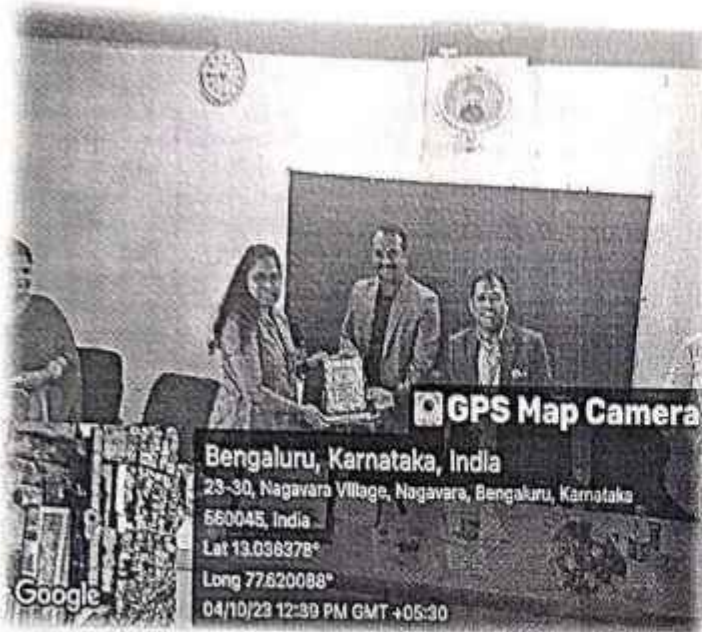 GPS Map Camera
Bengaluru, Karnataka, India
23-30, Nagavara Village, Nagavara, Bengaluru, Karnataka
560045, India
Lat 13.036378°
Long 77.620088°
04/10/23 12:39 PM GMT +05:30
Google